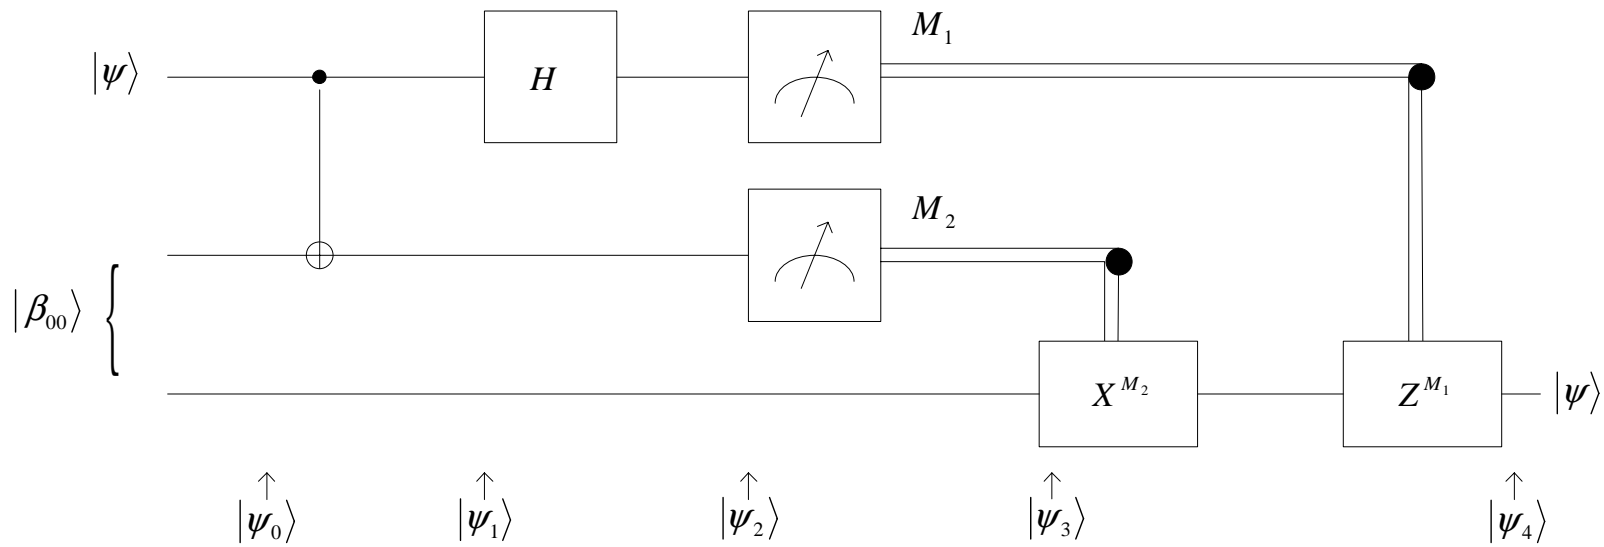 |ψ⟩ H M₁
M₂
|β₀₀⟩ {
X^{M₂} Z^{M₁} |ψ⟩
|ψ₀⟩ |ψ₁⟩ |ψ₂⟩ |ψ₃⟩ |ψ₄⟩